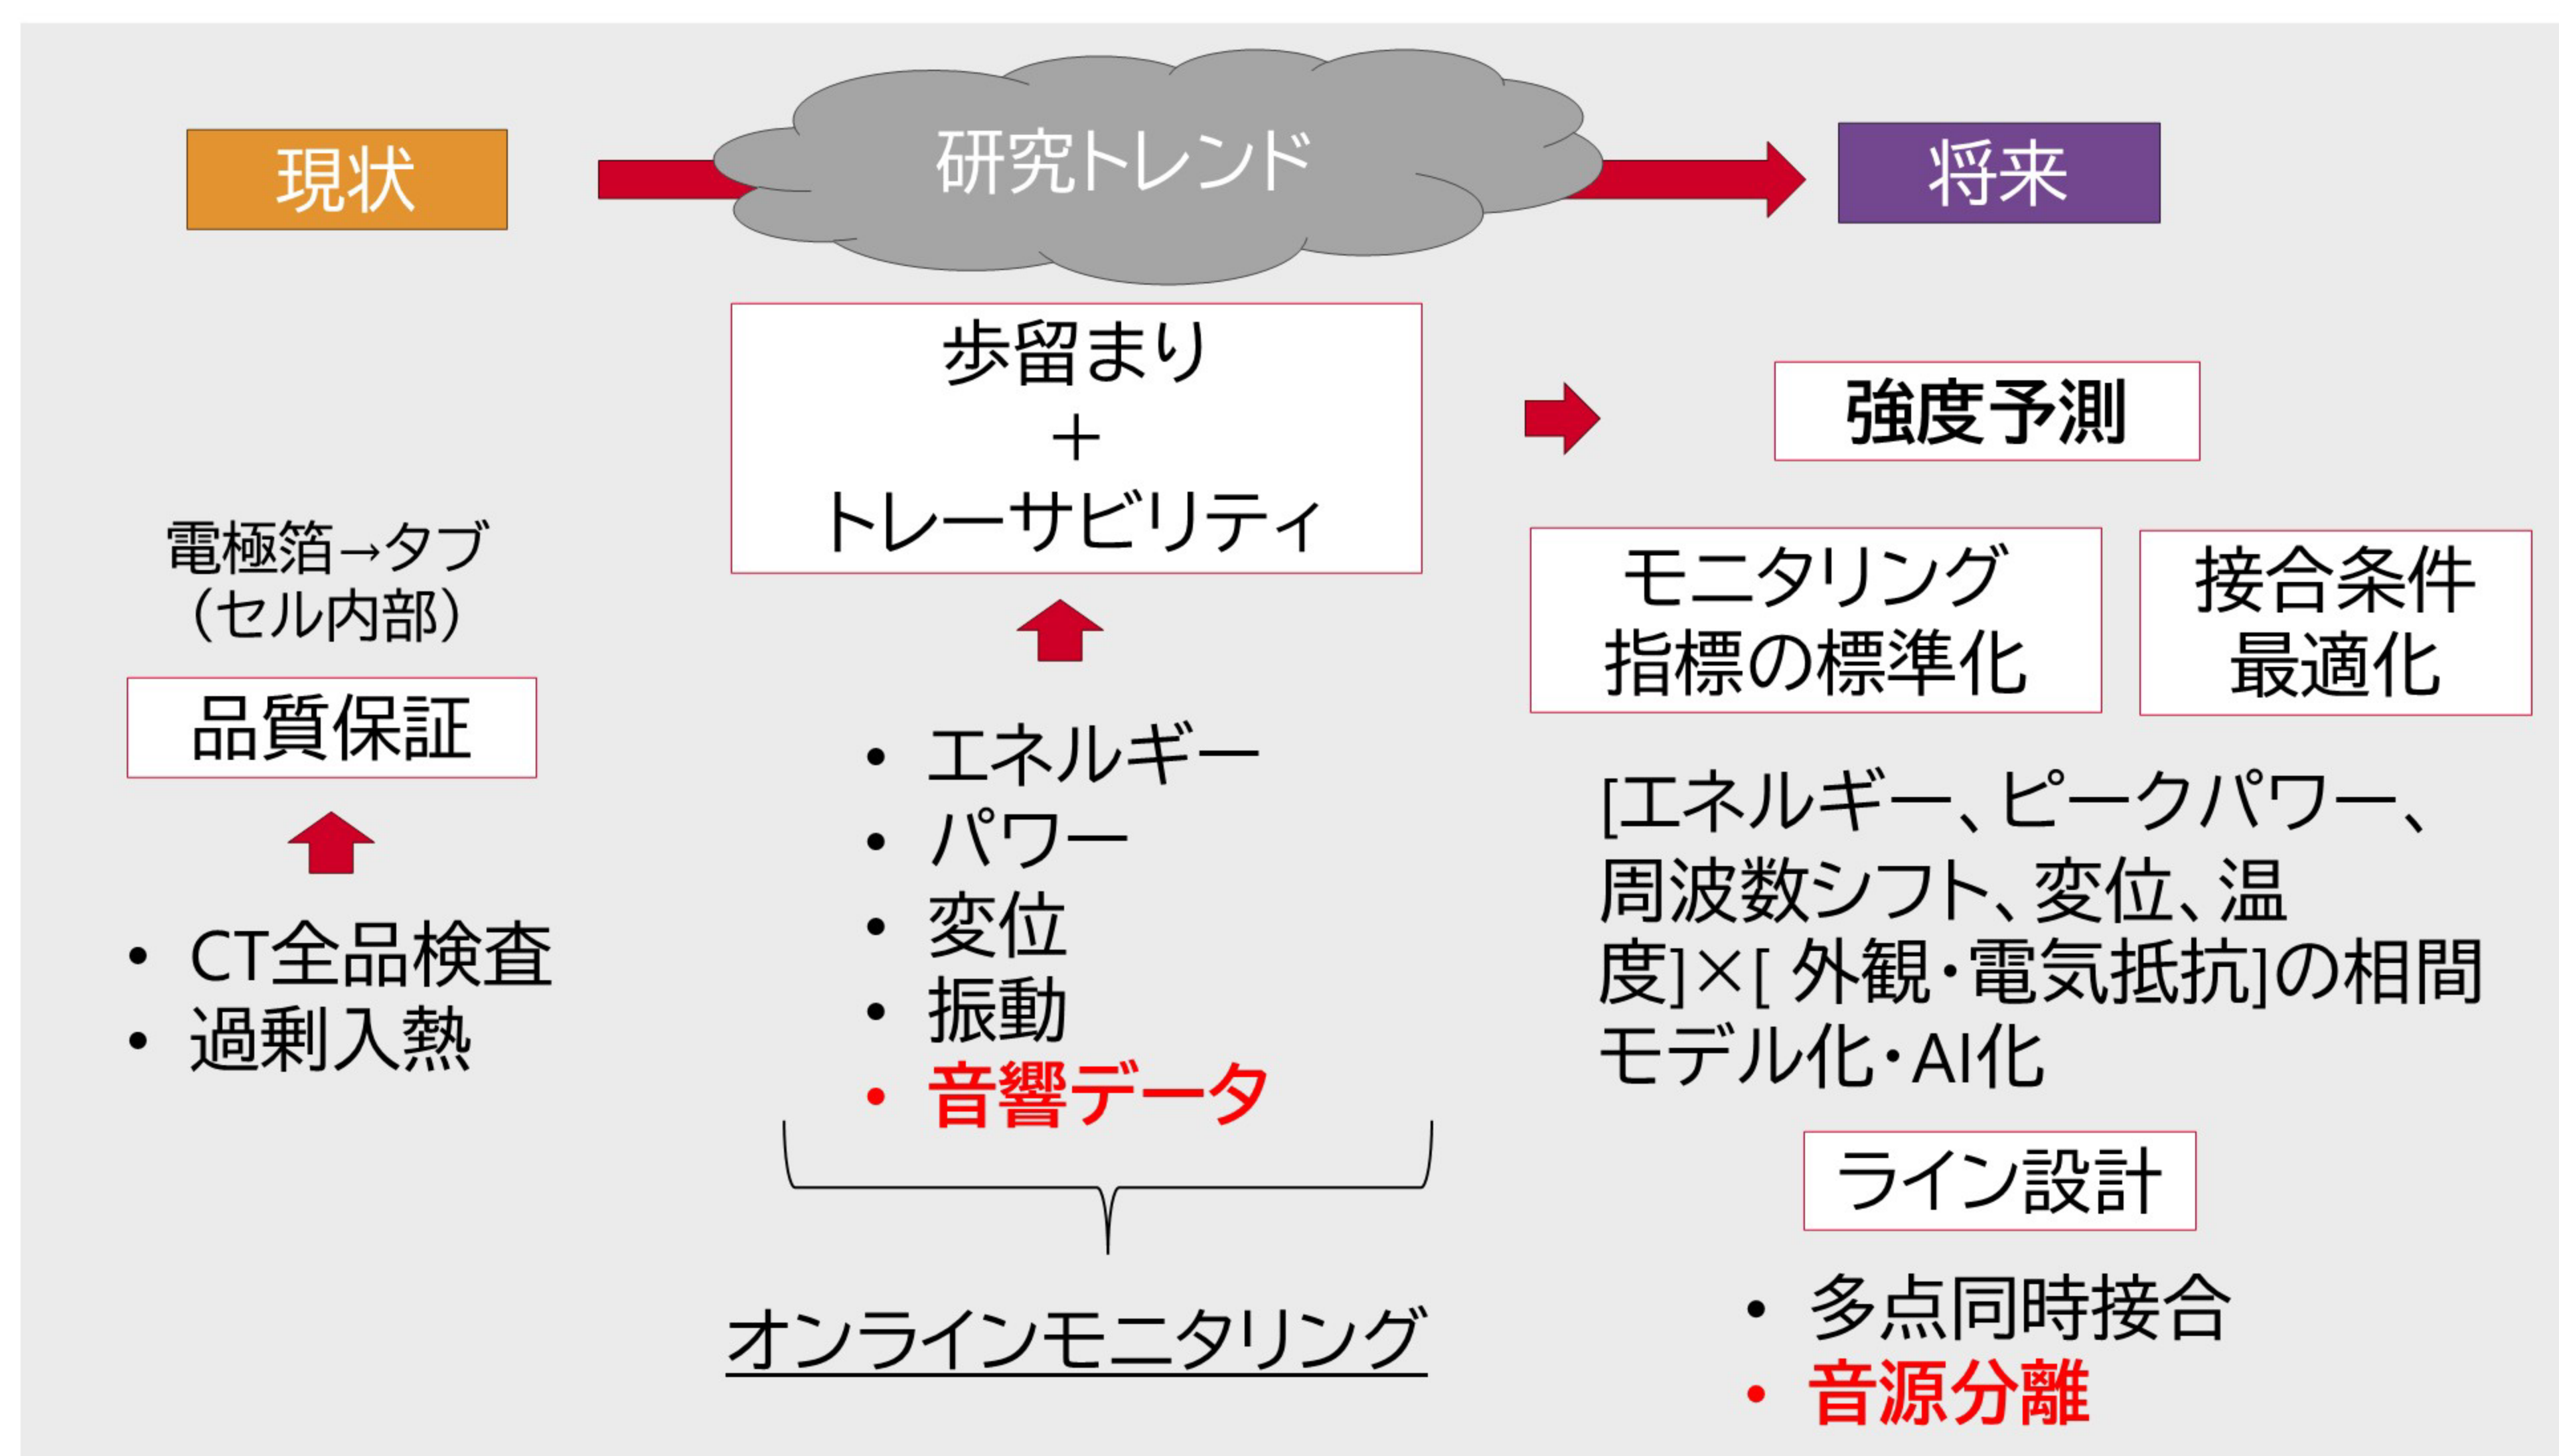 現状
研究トレンド
将来
電極箔→タブ
（セル内部）
品質保証
• CT全品検査
• 過剰入熱
歩留まり
＋
トレーサビリティ
• エネルギー
• パワー
• 変位
• 振動
• 音響データ
オンラインモニタリング
強度予測
モニタリング
指標の標準化
接合条件
最適化
[エネルギー、ピークパワー、
周波数シフト、変位、温
度]×[ 外観・電気抵抗]の相間
モデル化・AI化
ライン設計
• 多点同時接合
• 音源分離